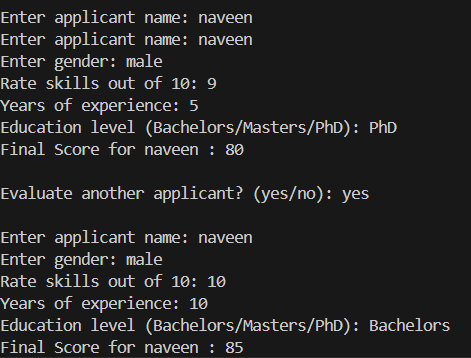 Enter applicant name: naveen
Enter applicant name: naveen
Enter gender: male
Rate skills out of 10: 9
Years of experience: 5
Education level (Bachelors/Masters/PhD): PhD
Final Score for naveen : 80
Evaluate another applicant? (yes/no): yes
Enter applicant name: naveen
Enter gender: male
Rate skills out of 10: 10
Years of experience: 10
Education level (Bachelors/Masters/PhD): Bachelors
Final Score for naveen : 85